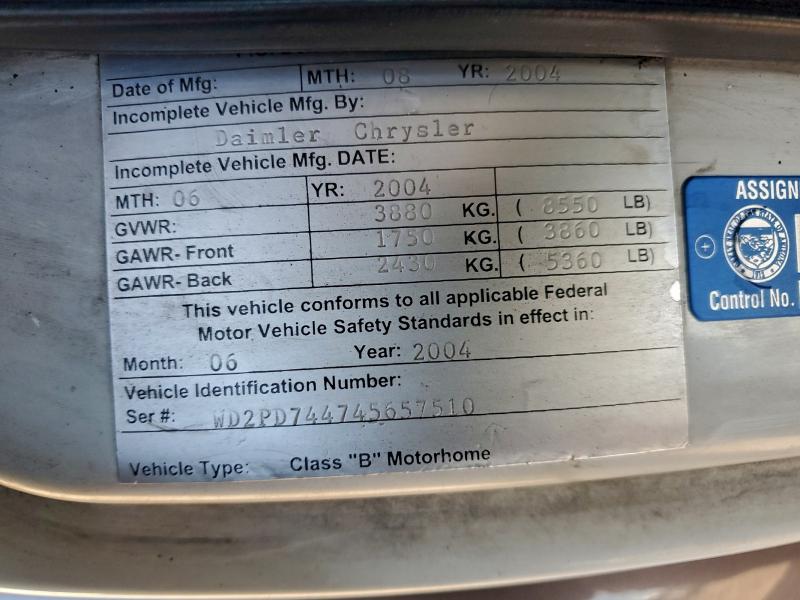 Date of Mfg: MTH: 08 YR: 2004
Incomplete Vehicle Mfg. By:
Daimler Chrysler
Incomplete Vehicle Mfg. DATE:
MTH: 06 YR: 2004
GVWR: 3880 KG. ( 8550 LB)
GAWR- Front 1750 KG. ( 3860 LB)
GAWR- Back 2430 KG. ( 5360 LB)
This vehicle conforms to all applicable Federal
Motor Vehicle Safety Standards in effect in:
Month: 06 Year: 2004
Vehicle Identification Number:
Ser #: WD2PD744745657510
Vehicle Type: Class "B" Motorhome
ASSIGN
Control No.